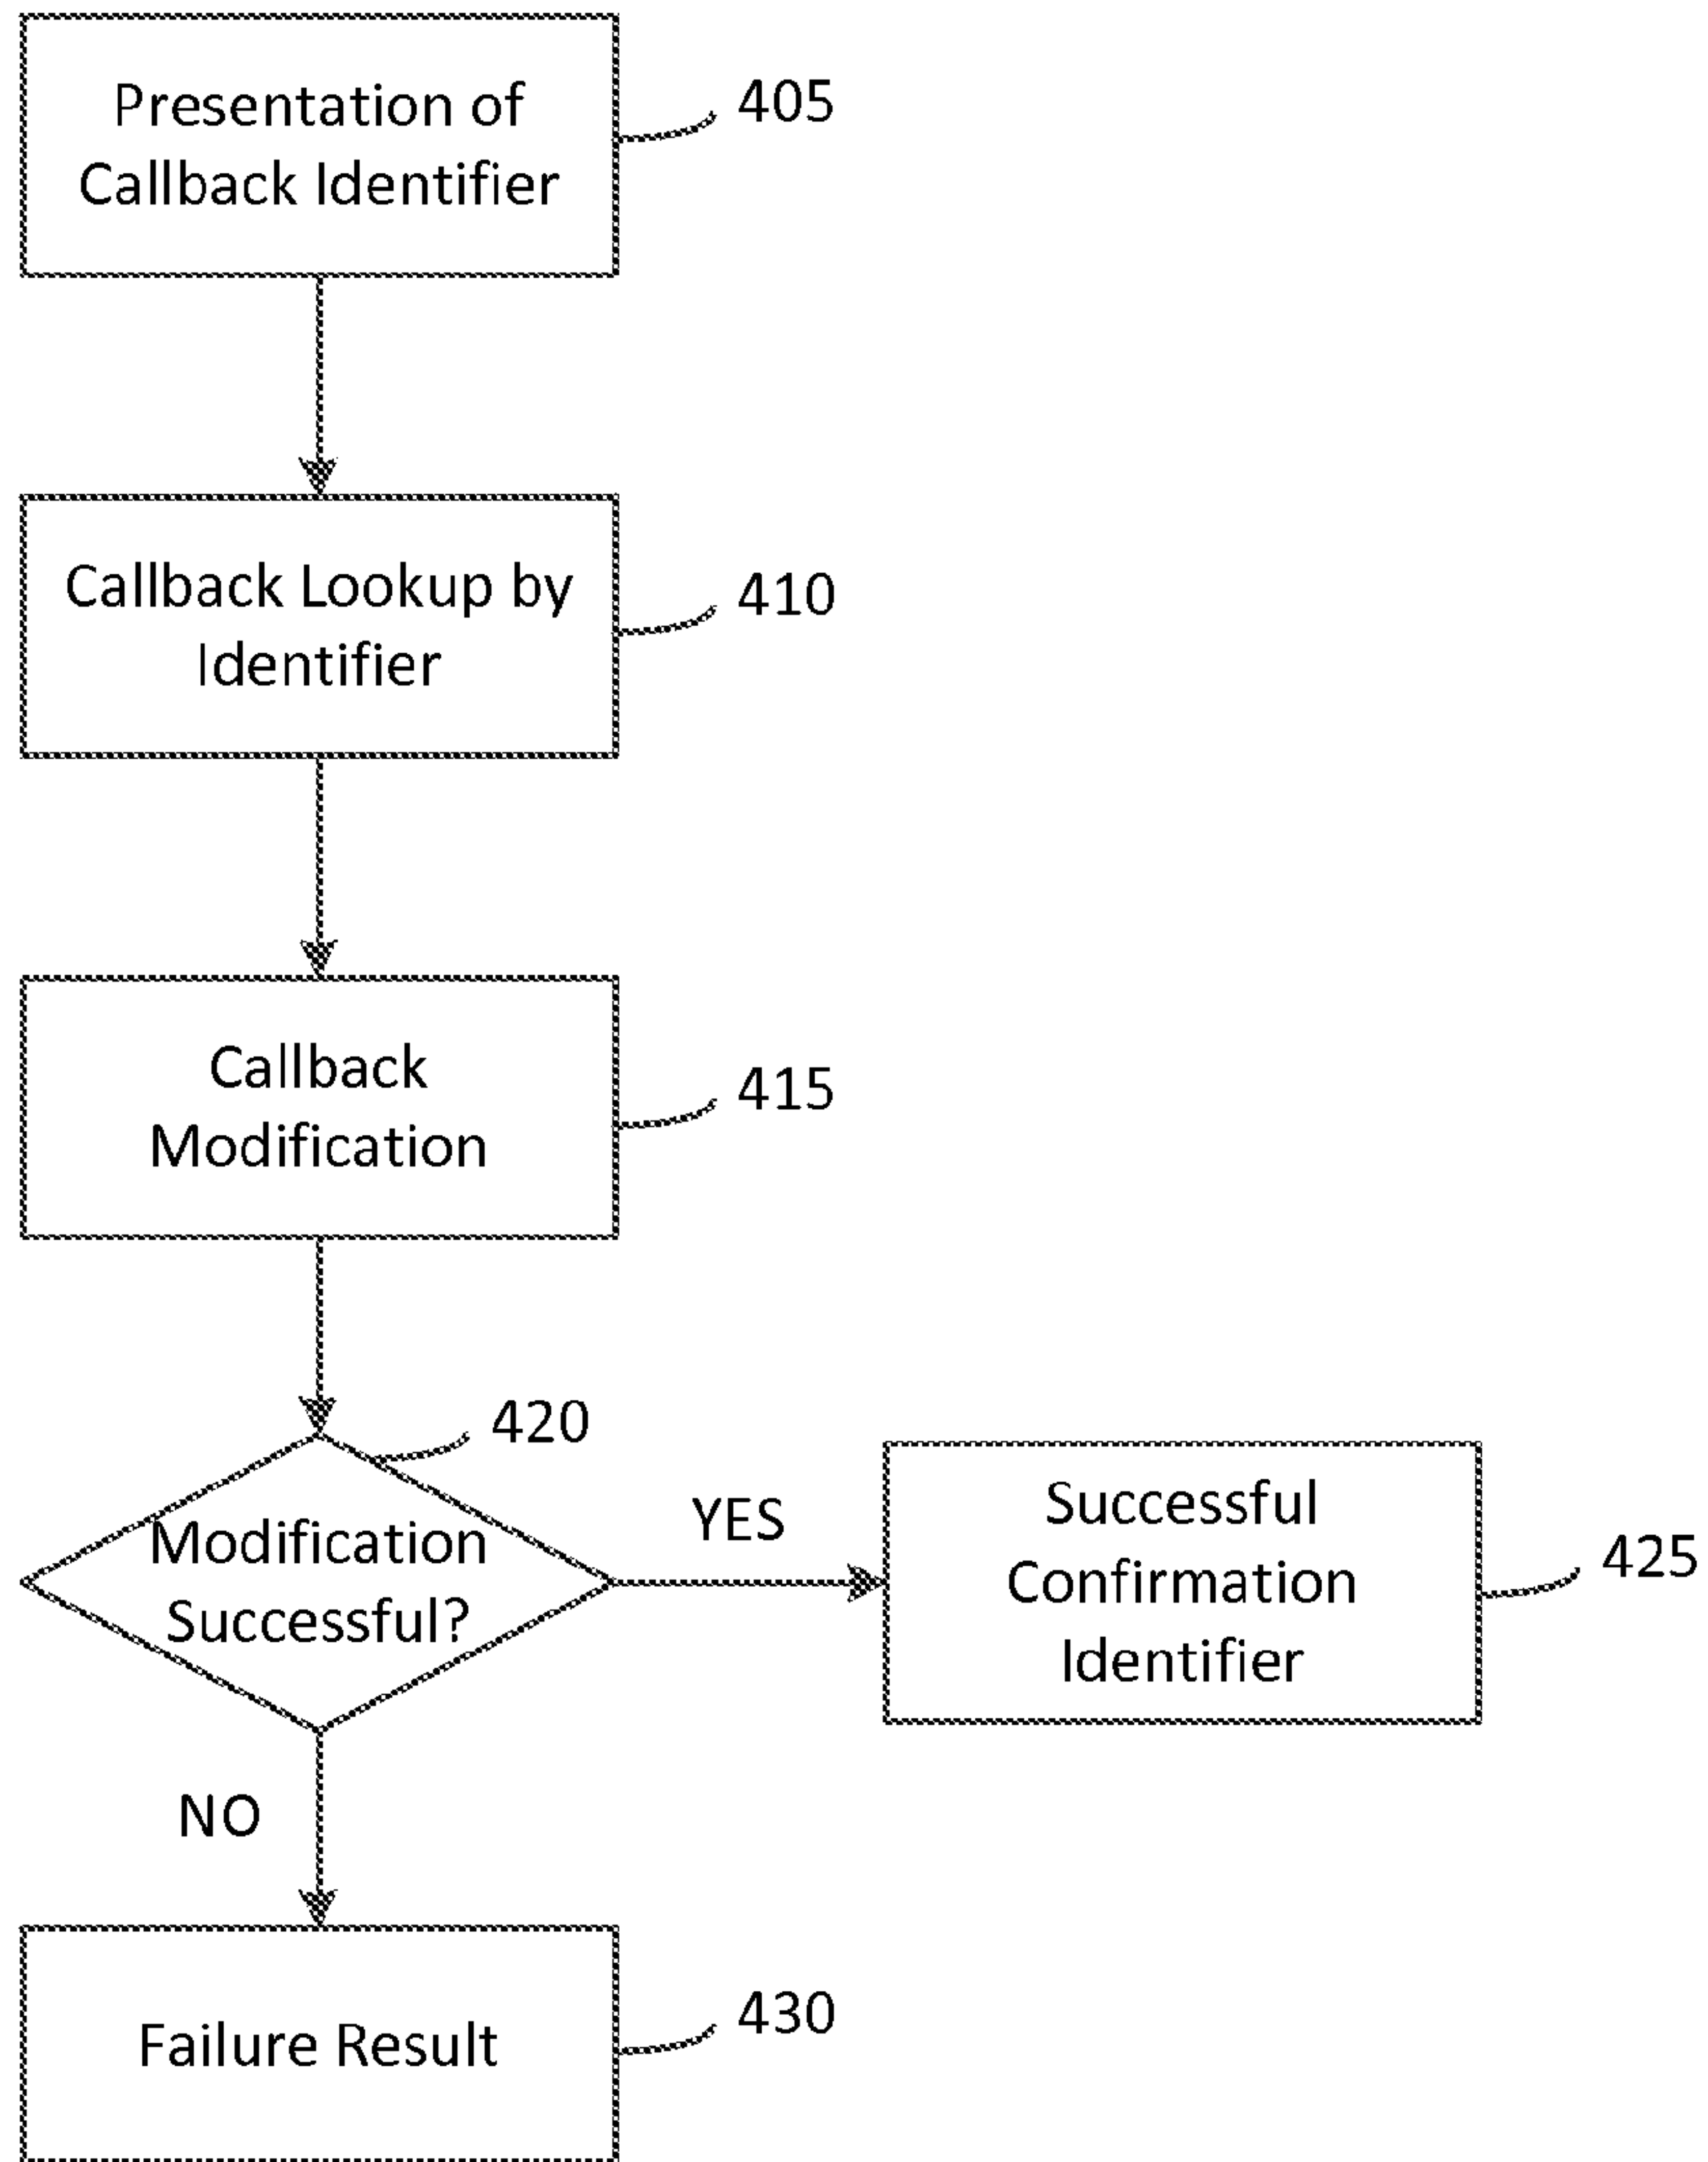 Presentation of
Callback Identifier
405
Callback Lookup by
Identifier
410
Callback
Modification
415
420
Modification
Successful?
YES
Successful
Confirmation
Identifier
425
NO
Failure Result
430